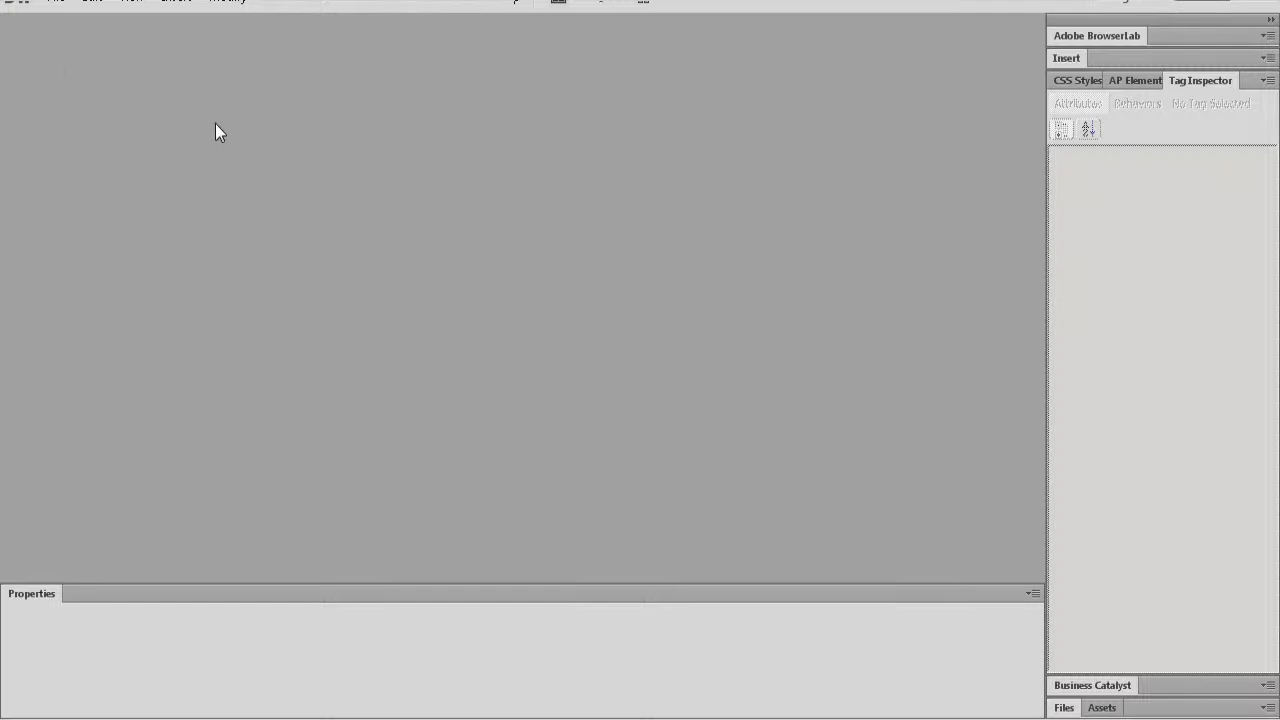 Adobe BrowserLab
Insert
CSS Styles AP Element Tag Inspector
Attributes Behaviors No Tag Selected
Properties
Business Catalyst
Files Assets